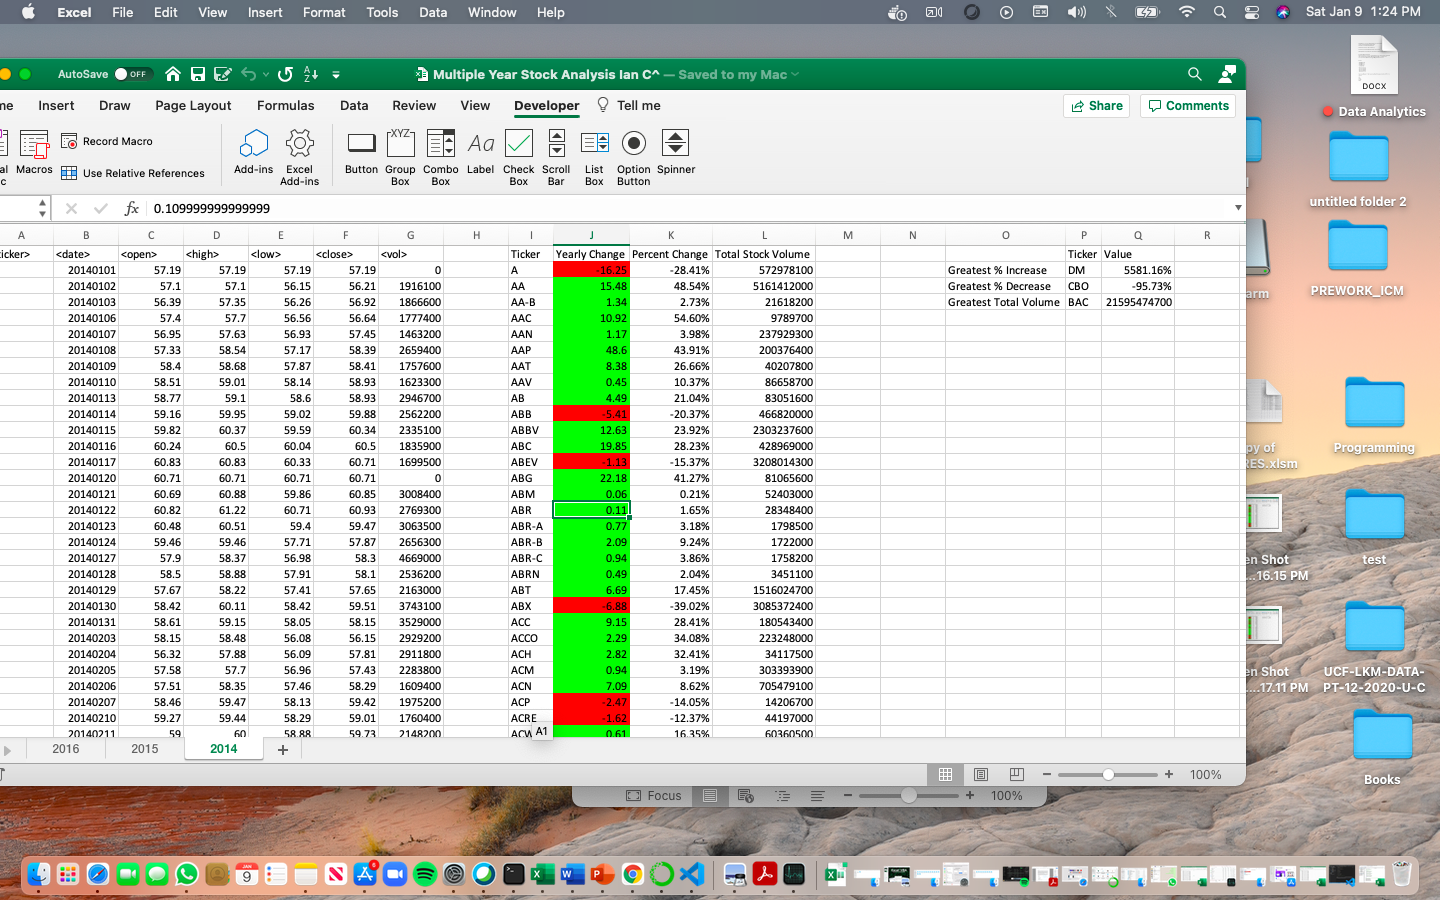 Excel File Edit View Insert Format Tools Data Window Help Sat Jan 9 1:24 PM
AutoSave OFF Multiple Year Stock Analysis Ian C^ — Saved to my Mac
me Insert Draw Page Layout Formulas Data Review View Developer Tell me Share Comments
Macros Record Macro Use Relative References Add-ins Excel Add-ins Button Group Box Combo Box Label Check Box Scroll Bar List Box Option Button Spinner
fx 0.109999999999999
A B C D E F G H I J K L M N O P Q R
<date> <open> <high> <low> <close> <vol> Ticker Yearly Change Percent Change Total Stock Volume Ticker Value
20140101 57.19 57.19 57.19 57.19 0 A -16.25 -28.41% 572978100 Greatest % Increase DM 5581.16%
20140102 57.1 57.1 56.15 56.21 1916100 AA 15.48 48.54% 5161412000 Greatest % Decrease CBO -95.73%
20140103 56.39 57.35 56.26 56.92 1866600 AA-B 1.34 2.73% 21618200 Greatest Total Volume BAC 21595474700
20140106 57.4 57.7 56.56 56.64 1777400 AAC 10.92 54.60% 9789700
20140107 56.95 57.63 56.93 57.45 1463200 AAN 1.17 3.98% 237929300
20140108 57.33 58.54 57.17 58.39 2659400 AAP 48.6 43.91% 200376400
20140109 58.4 58.68 57.87 58.41 1757600 AAT 8.38 26.66% 40207800
20140110 58.51 59.01 58.14 58.93 1623300 AAV 0.45 10.37% 86658700
20140113 58.77 59.1 58.6 58.93 2946700 AB 4.49 21.04% 83051600
20140114 59.16 59.95 59.02 59.88 2562200 ABB -5.41 -20.37% 466820000
20140115 59.82 60.37 59.59 60.34 2335100 ABBV 12.63 23.92% 2303237600
20140116 60.24 60.5 60.04 60.5 1835900 ABC 19.85 28.23% 428969000
20140117 60.83 60.83 60.33 60.71 1699500 ABEV -1.13 -15.37% 3208014300
20140120 60.71 60.71 60.71 60.71 0 ABG 22.18 41.27% 81065600
20140121 60.69 60.88 59.86 60.85 3008400 ABM 0.06 0.21% 52403000
20140122 60.82 61.22 60.71 60.93 2769300 ABR 0.11 1.65% 28348400
20140123 60.48 60.51 59.4 59.47 3063500 ABR-A 0.77 3.18% 1798500
20140124 59.46 59.46 57.71 57.87 2656300 ABR-B 2.09 9.24% 1722000
20140127 57.9 58.37 56.98 58.3 4669000 ABR-C 0.94 3.86% 1758200
20140128 58.5 58.88 57.91 58.1 2536200 ABRN 0.49 2.04% 3451100
20140129 57.67 58.22 57.41 57.65 2163000 ABT 6.69 17.45% 1516024700
20140130 58.42 60.11 58.42 59.51 3743100 ABX -6.88 -39.02% 3085372400
20140131 58.61 59.15 58.05 58.15 3529000 ACC 9.15 28.41% 180543400
20140203 58.15 58.48 56.08 56.15 2929200 ACCO 2.29 34.08% 223248000
20140204 56.32 57.88 56.09 57.81 2911800 ACH 2.82 32.41% 34117500
20140205 57.58 57.7 56.96 57.43 2283800 ACM 0.94 3.19% 303393900
20140206 57.51 58.35 57.46 58.29 1609400 ACN 7.09 8.62% 705479100
20140207 58.46 59.47 58.13 59.42 1975200 ACP -2.47 -14.05% 14206700
20140210 59.27 59.44 58.29 59.01 1760400 ACRE -1.62 -12.37% 44197000
20140211 59 60 58.88 59.73 2148200 ACW 0.61 16.35% 60360500
A1
2016 2015 2014
100%
Focus 100%
DOCX
Data Analytics
untitled folder 2
arm
PREWORK_ICM
py of
RES.xlsm
Programming
en Shot
...16.15 PM
test
en Shot
...17.11 PM
UCF-LKM-DATA-
PT-12-2020-U-C
Books
JAN
9